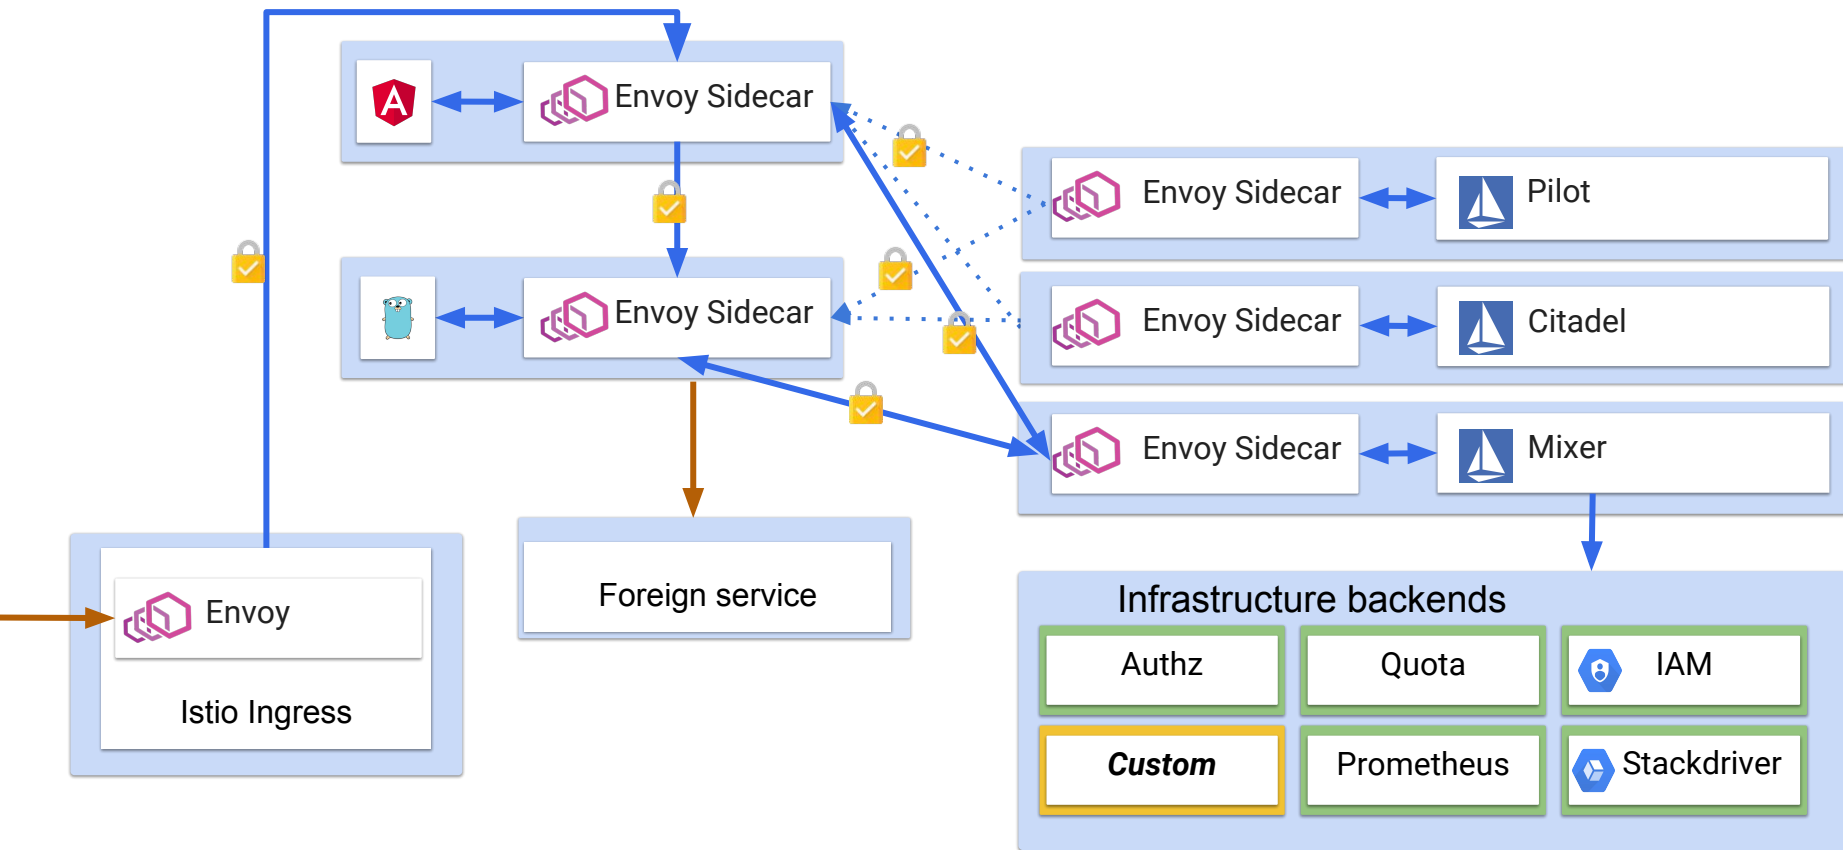 Envoy Sidecar
Envoy Sidecar
Pilot
Envoy Sidecar
Envoy Sidecar
Citadel
Envoy Sidecar
Mixer
Foreign service
Envoy
Istio Ingress
Infrastructure backends
Authz
Quota
IAM
Custom
Prometheus
Stackdriver